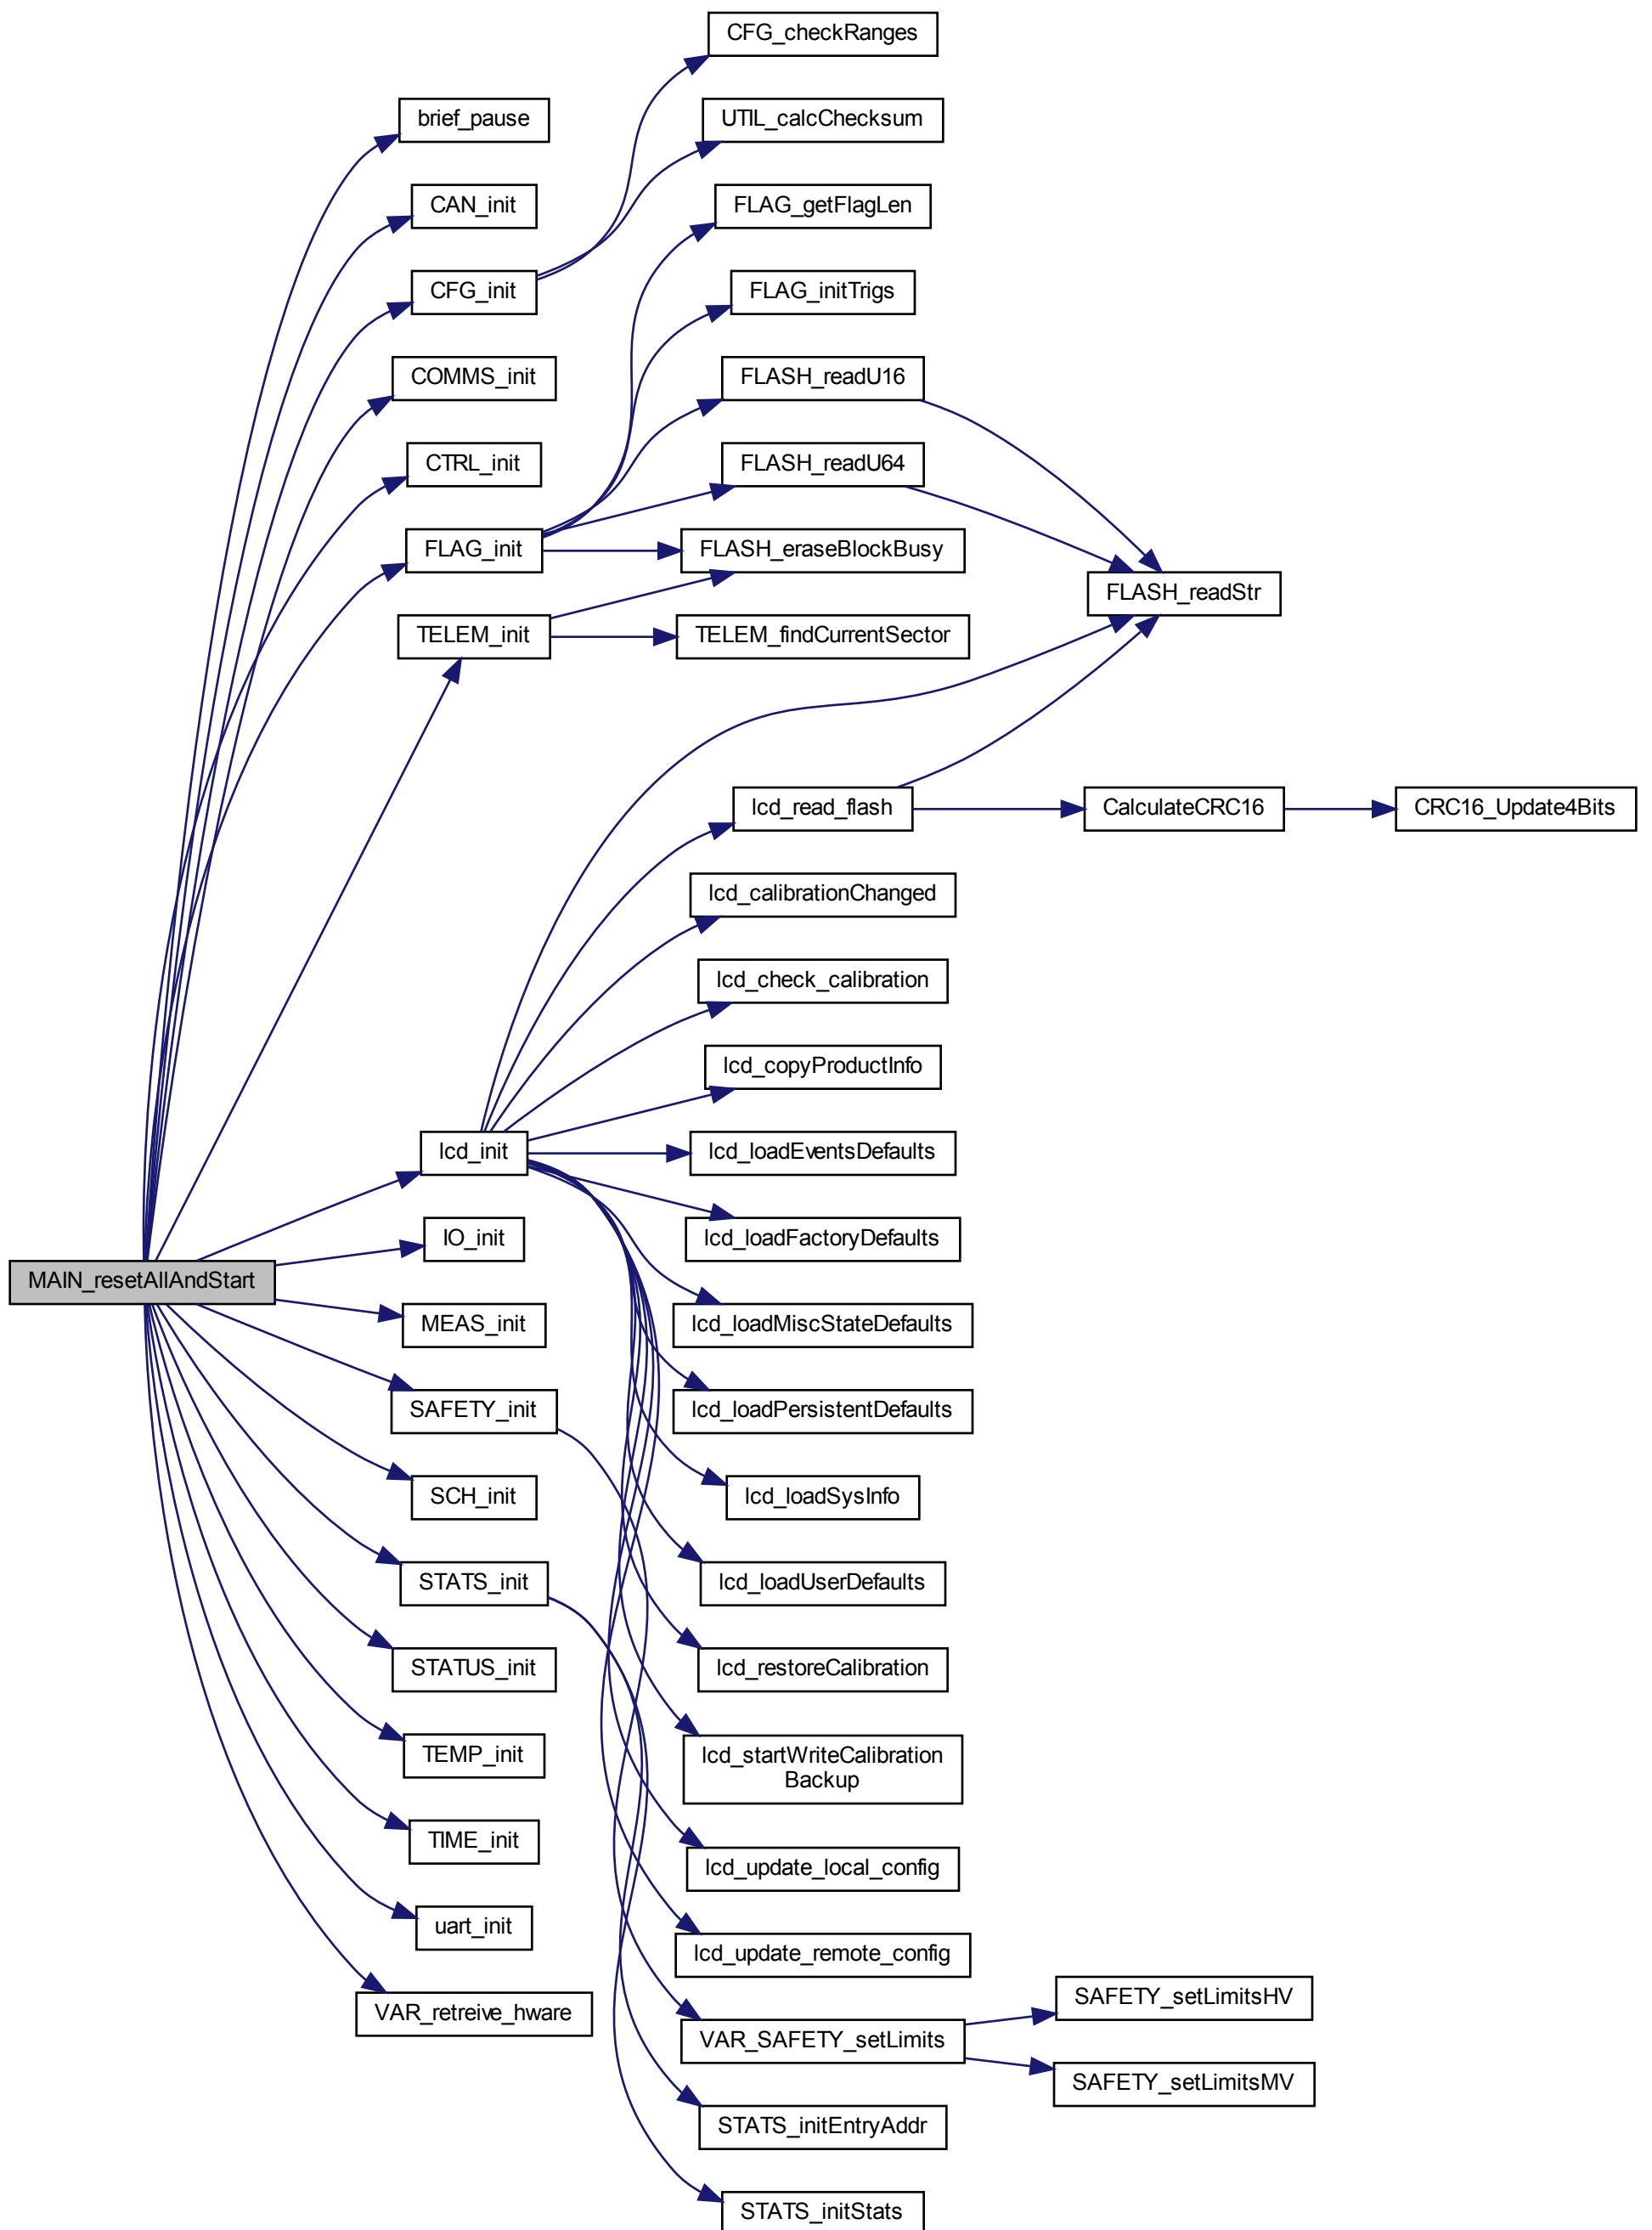 CFG_checkRanges
brief_pause
UTIL_calcChecksum
CAN_init
FLAG_getFlagLen
CFG_init
FLAG_initTrigs
COMMS_init
FLASH_readU16
CTRL_init
FLASH_readU64
FLAG_init
FLASH_eraseBlockBusy
FLASH_readStr
TELEM_init
TELEM_findCurrentSector
lcd_read_flash
CalculateCRC16
CRC16_Update4Bits
lcd_calibrationChanged
lcd_check_calibration
lcd_copyProductInfo
lcd_init
lcd_loadEventsDefaults
IO_init
lcd_loadFactoryDefaults
MAIN_resetAllAndStart
MEAS_init
lcd_loadMiscStateDefaults
SAFETY_init
lcd_loadPersistentDefaults
SCH_init
lcd_loadSysInfo
STATS_init
lcd_loadUserDefaults
STATUS_init
lcd_restoreCalibration
TEMP_init
lcd_startWriteCalibration
Backup
TIME_init
lcd_update_local_config
uart_init
lcd_update_remote_config
VAR_retreive_hware
SAFETY_setLimitsHV
VAR_SAFETY_setLimits
SAFETY_setLimitsMV
STATS_initEntryAddr
STATS_initStats